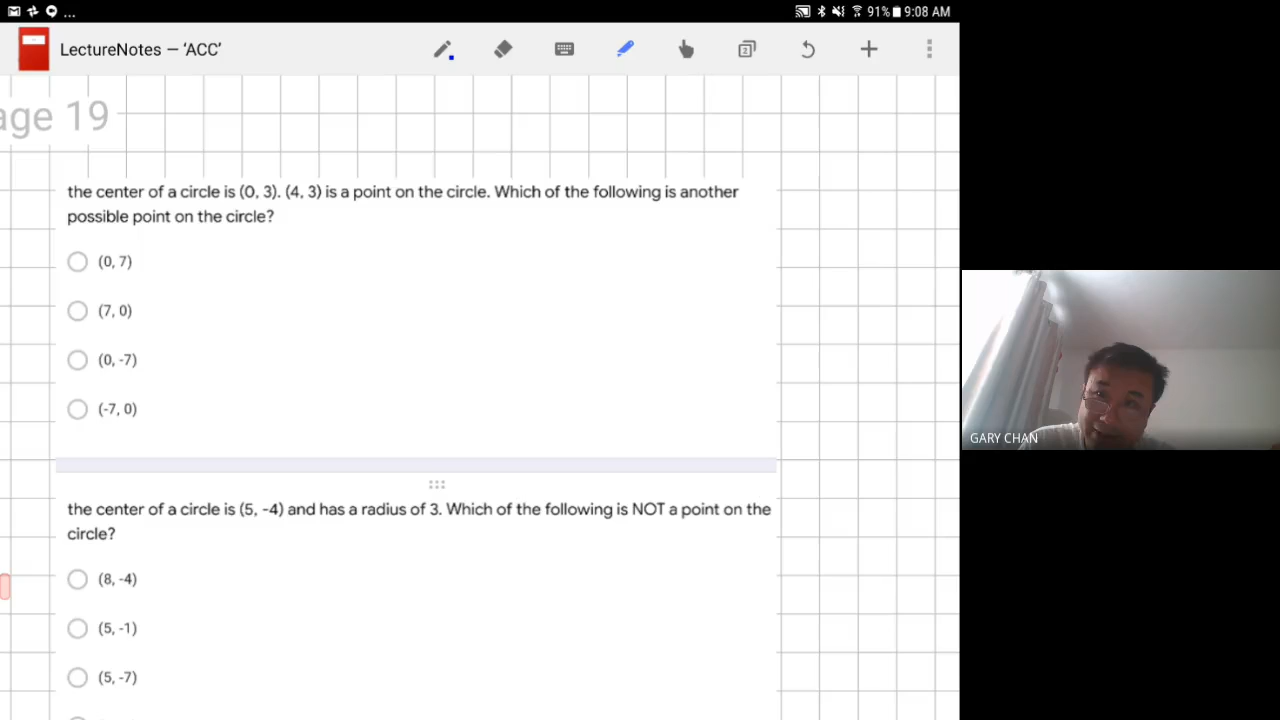 ... 91% 9:08 AM
LectureNotes – 'ACC'
2
age 19
the center of a circle is (0, 3). (4, 3) is a point on the circle. Which of the following is another
possible point on the circle?
(0, 7)
(7, 0)
(0, -7)
(-7, 0)
GARY CHAN
the center of a circle is (5, -4) and has a radius of 3. Which of the following is NOT a point on the
circle?
(8, -4)
(5, -1)
(5, -7)